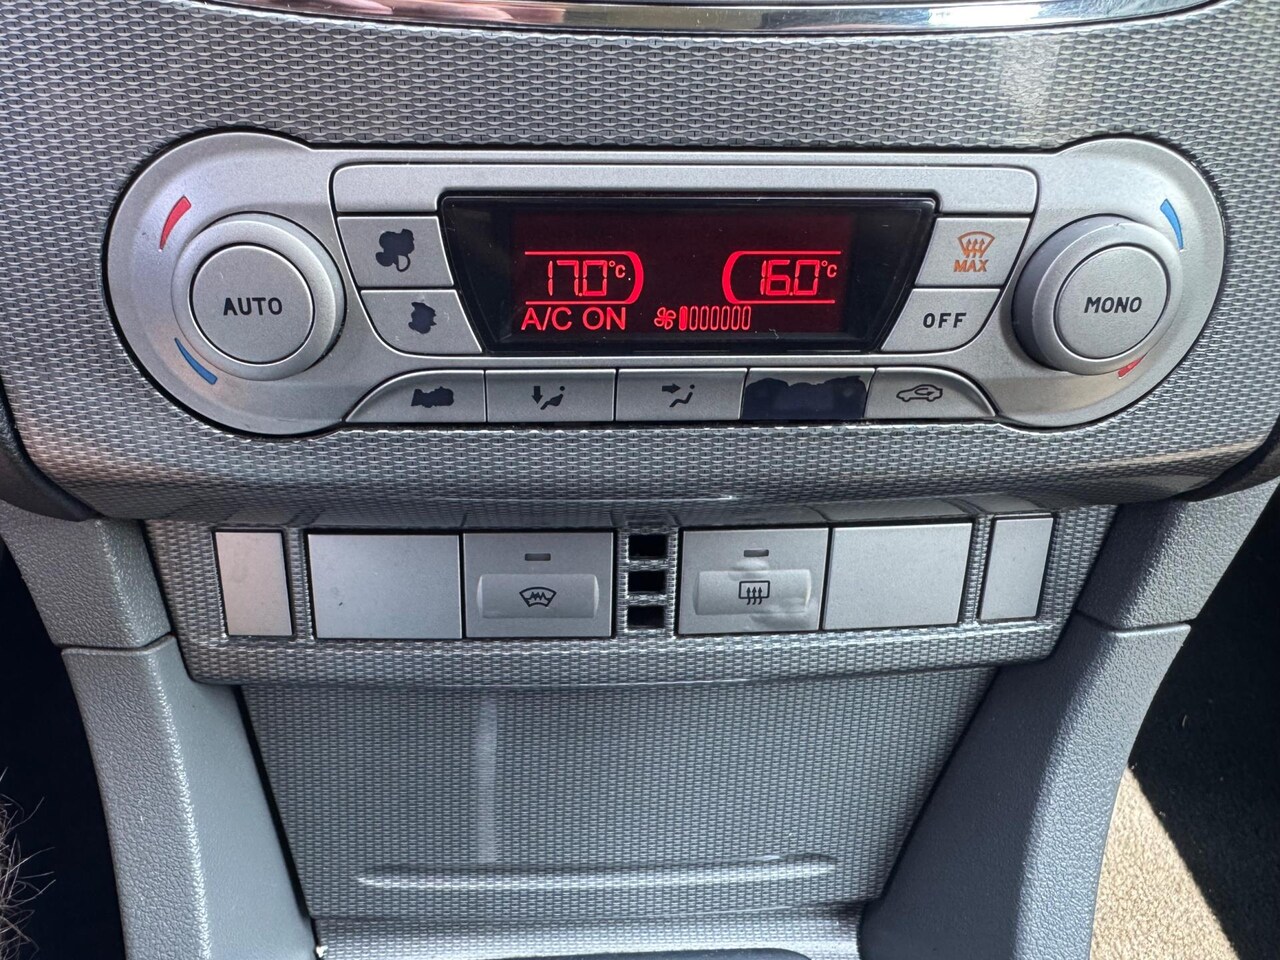 17.0°C 16.0°C
A/C ON
AUTO
MAX
OFF
MONO